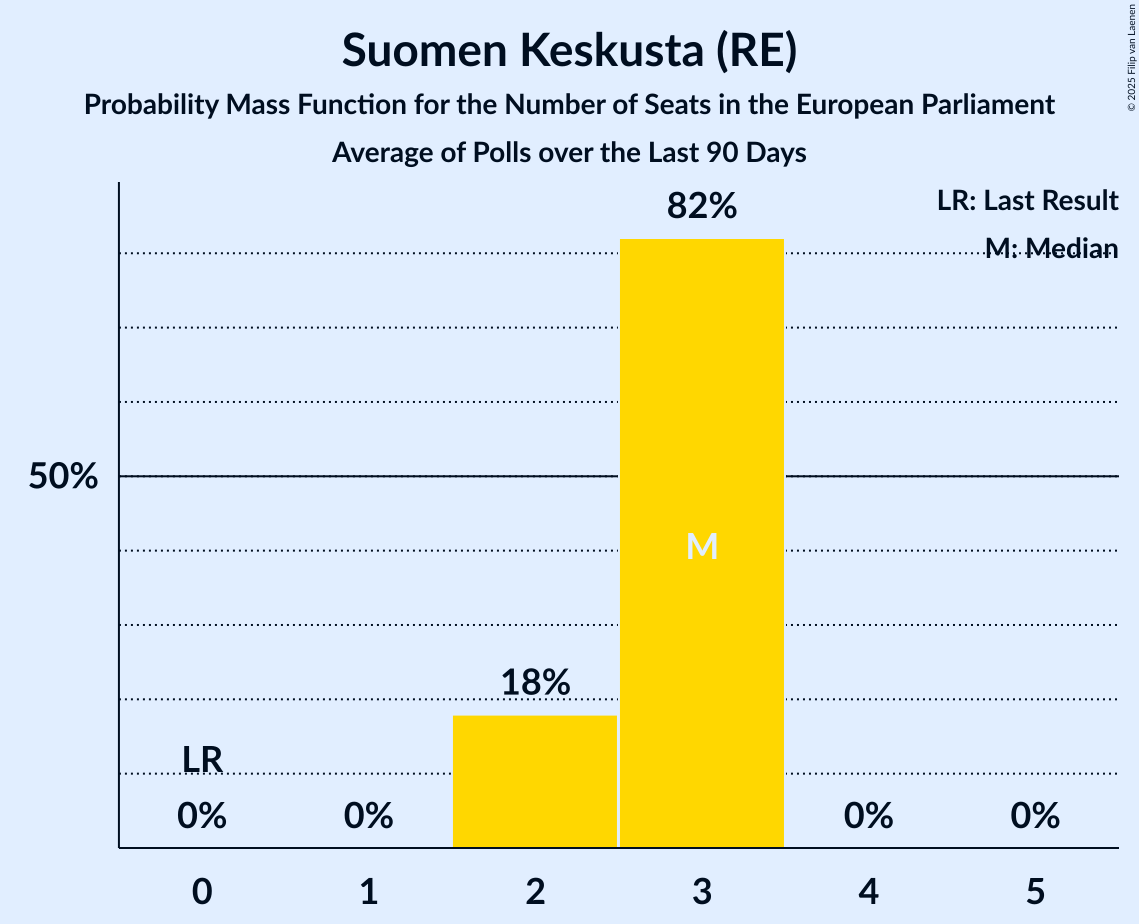 Suomen Keskusta (RE)
Probability Mass Function for the Number of Seats in the European Parliament
Average of Polls over the Last 90 Days
© 2025 Filip van Laenen
LR: Last Result
M: Median
82%
50%
M
18%
LR
0%
0%
0%
0%
0
1
2
3
4
5